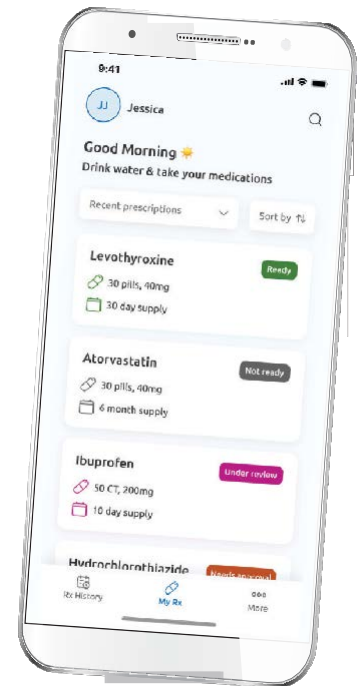 9:41
JJ
Jessica
Good Morning
Drink water & take your medications
Recent prescriptions
Sort by
Levothyroxine
Ready
30 pills, 40mg
30 day supply
Atorvastatin
Not ready
30 pills, 40mg
6 month supply
Ibuprofen
Under review
50 CT, 200mg
10 day supply
Hydrochlorothiazide
Needs approval
Rx History
My Rx
More